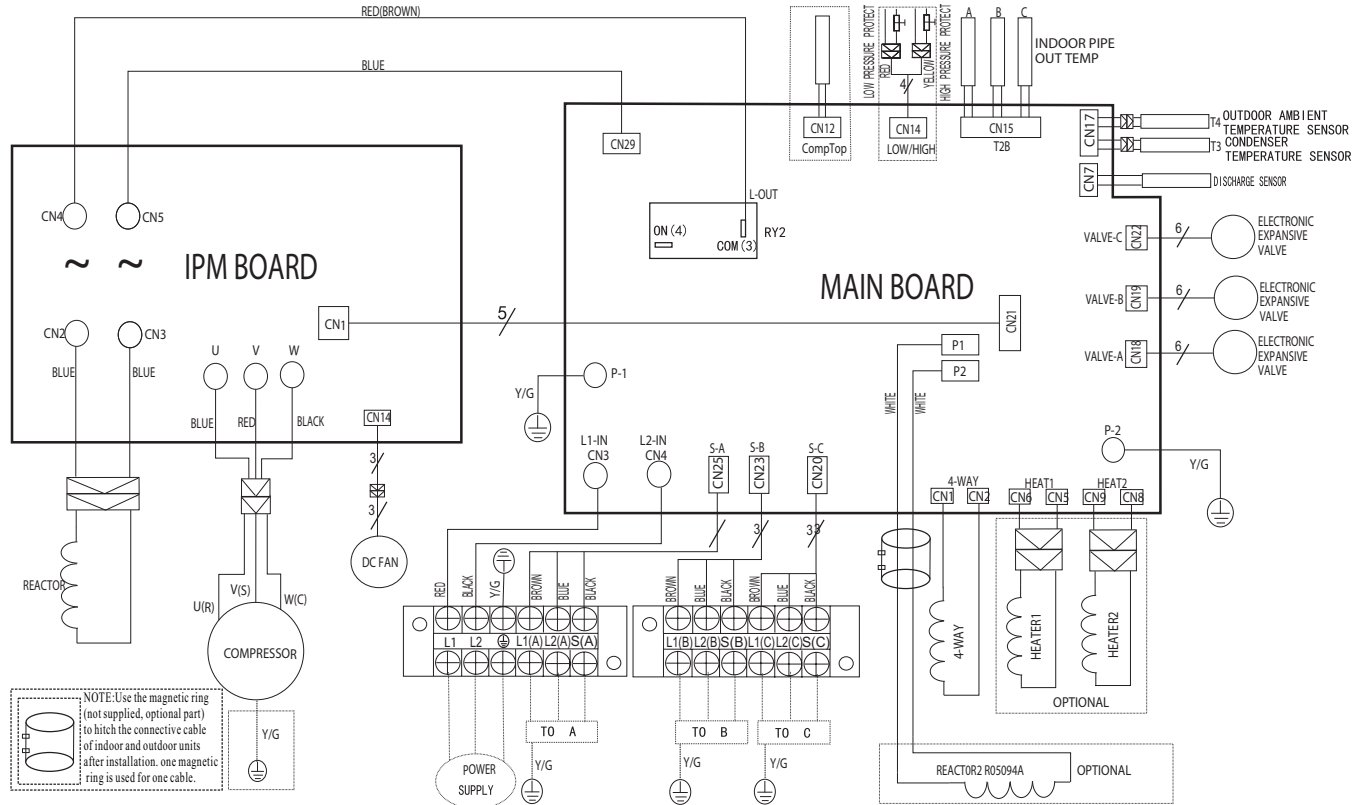 RED(BROWN)
BLUE
LOW PRESSURE PROTECT
RED
4
YELLOW
HIGH PRESSURE PROTECT
A B C
INDOOR PIPE
OUT TEMP
CN12
CompTop
CN14
LOW/HIGH
CN15
T2B
CN17
T4 OUTDOOR AMBIENT
TEMPERATURE SENSOR
T3 CONDENSER
TEMPERATURE SENSOR
CN7
DISCHARGE SENSOR
CN29
L-OUT
ON(4)
COM(3)
RY2
CN4
CN5
~ ~
IPM BOARD
MAIN BOARD
VALVE-C
CN22
6
ELECTRONIC
EXPANSIVE
VALVE
VALVE-B
CN19
6
ELECTRONIC
EXPANSIVE
VALVE
VALVE-A
CN18
6
ELECTRONIC
EXPANSIVE
VALVE
CN2
CN3
CN1
5
CN21
P1
P2
BLUE
BLUE
U V W
BLUE
RED
BLACK
CN14
3
3
DC FAN
Y/G
P-1
WHITE
WHITE
P-2
Y/G
L1-IN
CN3
L2-IN
CN4
S-A
CN25
S-B
CN23
S-C
CN20
3
33
4-WAY
CN1 CN2
HEAT1
CN6 CN5
HEAT2
CN9 CN8
REACTOR
U(R)
V(S)
W(C)
COMPRESSOR
Y/G
RED
BLACK
Y/G
BROWN
BLUE
BLACK
BROWN
BLUE
BLACK
BROWN
BLUE
BLACK
L1 L2 L1(A) L2(A) S(A)
L1(B) L2(B) S(B) L1(C) L2(C) S(C)
4-WAY
HEATER1
HEATER2
OPTIONAL
TO A
TO B
TO C
Y/G
Y/G
Y/G
POWER
SUPPLY
REACTOR2 R05094A
OPTIONAL
NOTE:Use the magnetic ring
(not supplied, optional part)
to hitch the connective cable
of indoor and outdoor units
after installation. one magnetic
ring is used for one cable.